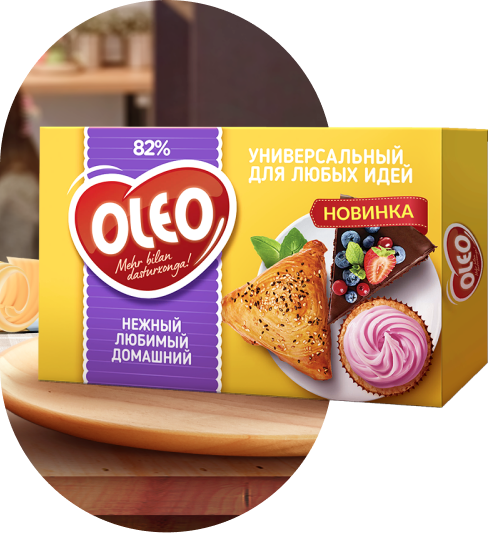 82%
OLEO
Mehr bilan
dasturxonga!
НЕЖНЫЙ
ЛЮБИМЫЙ
ДОМАШНИЙ
УНИВЕРСАЛЬНЫЙ
ДЛЯ ЛЮБЫХ ИДЕЙ
НОВИНКА
OLEO